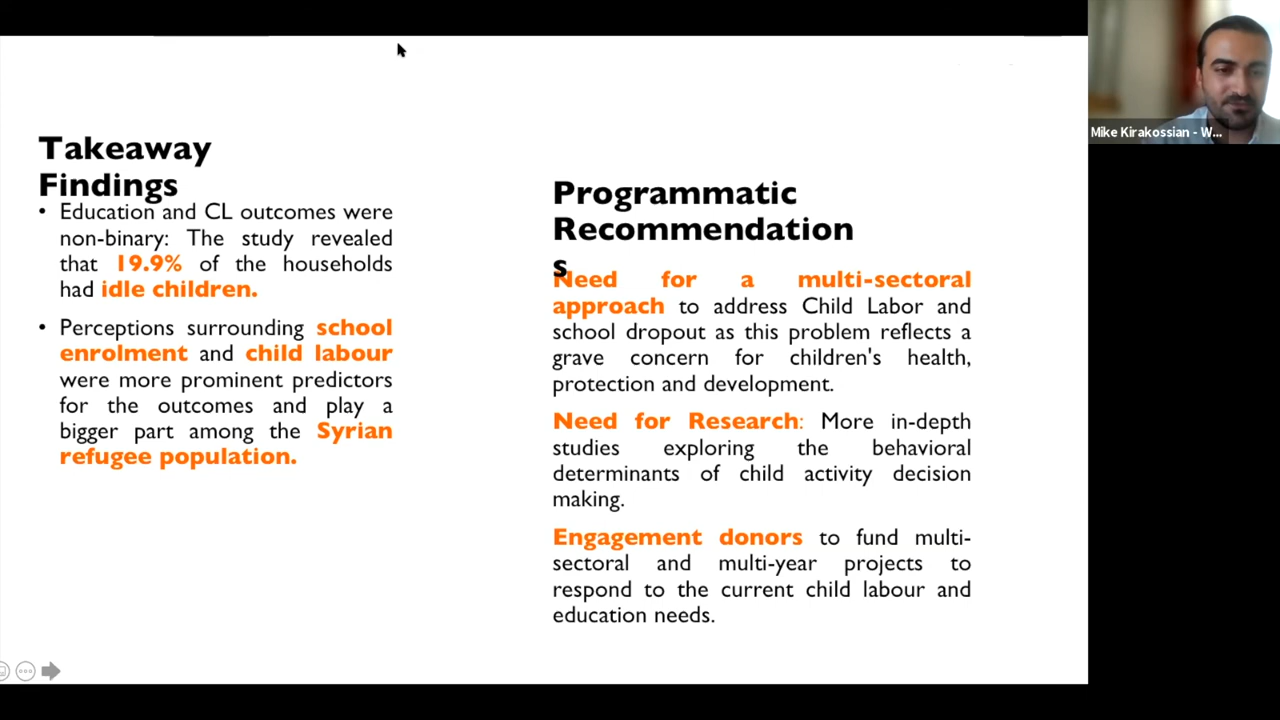 Takeaway
Findings
• Education and CL outcomes were
non-binary: The study revealed
that 19.9% of the households
had idle children.
• Perceptions surrounding school
enrolment and child labour
were more prominent predictors
for the outcomes and play a
bigger part among the Syrian
refugee population.
Programmatic
Recommendation
s
Need for a multi-sectoral
approach to address Child Labor and
school dropout as this problem reflects a
grave concern for children's health,
protection and development.
Need for Research: More in-depth
studies exploring the behavioral
determinants of child activity decision
making.
Engagement donors to fund multi-
sectoral and multi-year projects to
respond to the current child labour and
education needs.
Mike Kirakossian - W...